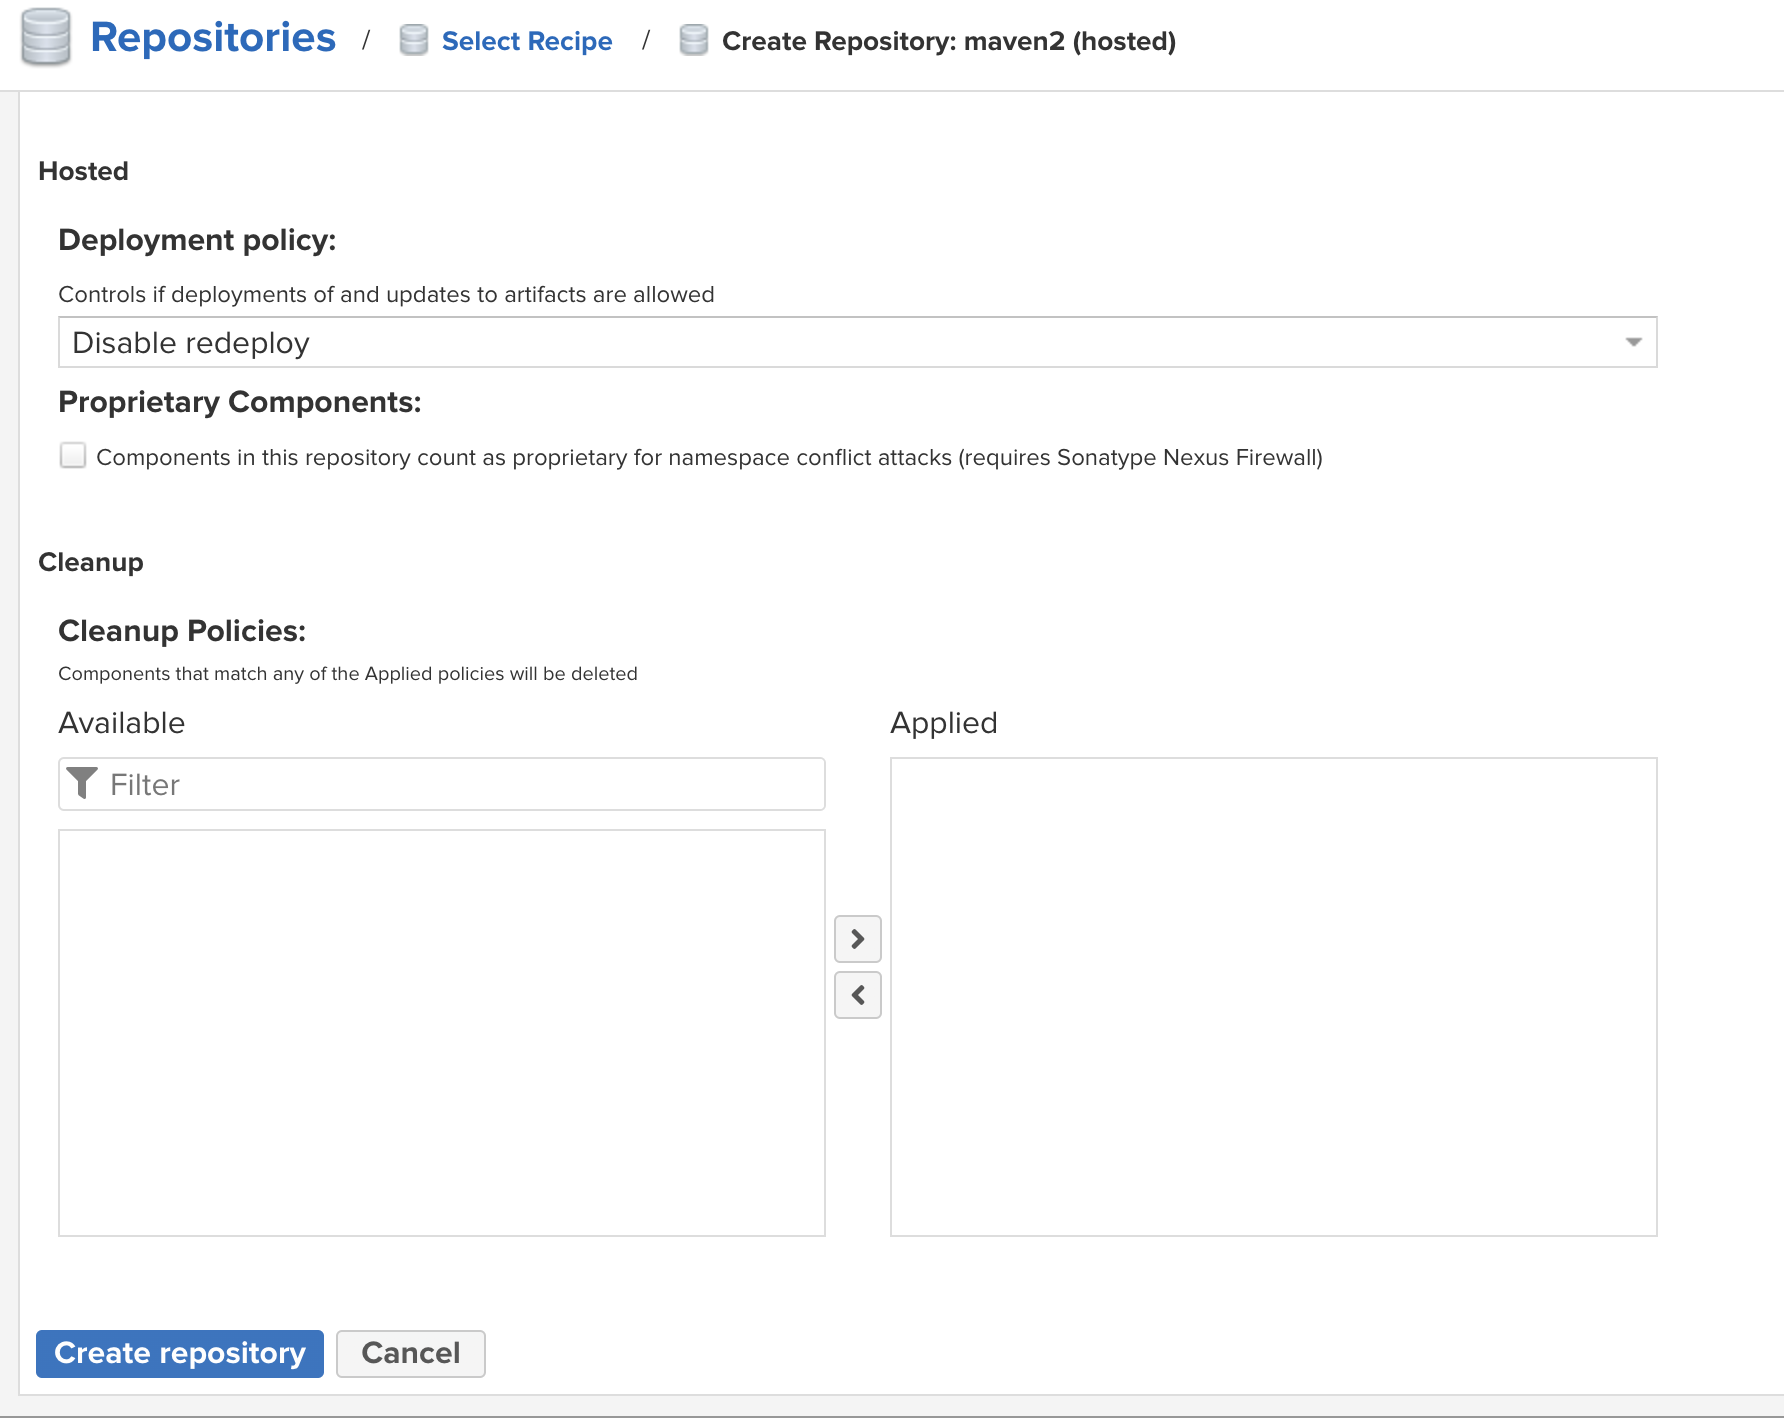 Repositories / Select Recipe / Create Repository: maven2 (hosted)
Hosted
Deployment policy:
Controls if deployments of and updates to artifacts are allowed
Disable redeploy
Proprietary Components:
Components in this repository count as proprietary for namespace conflict attacks (requires Sonatype Nexus Firewall)
Cleanup
Cleanup Policies:
Components that match any of the Applied policies will be deleted
Available
Applied
Filter
Create repository
Cancel